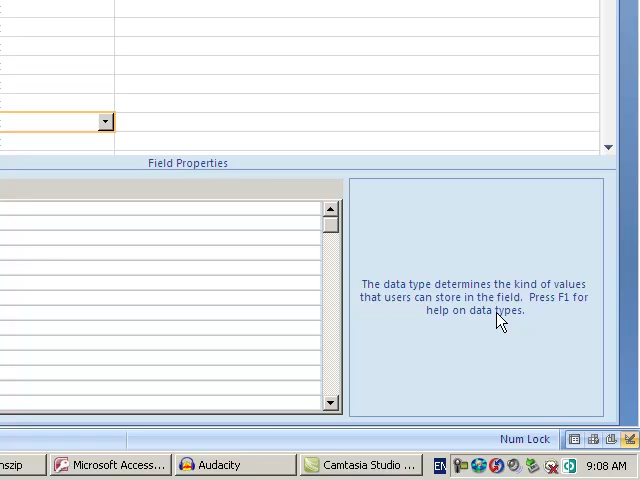 Field Properties
The data type determines the kind of values
that users can store in the field. Press F1 for
help on data types.
Num Lock
nszip
Microsoft Access...
Audacity
Camtasia Studio ...
EN
9:08 AM